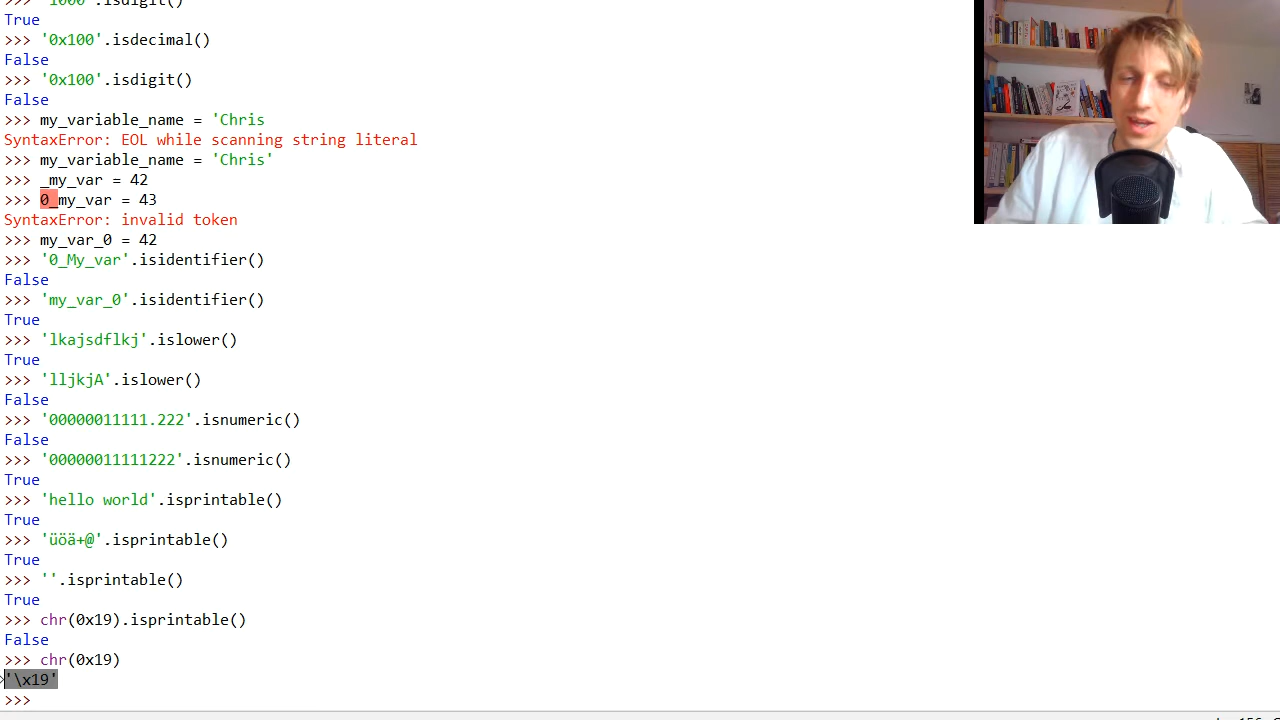 >>> '1000'.isdigit()
True
>>> '0x100'.isdecimal()
False
>>> '0x100'.isdigit()
False
>>> my_variable_name = 'Chris
SyntaxError: EOL while scanning string literal
>>> my_variable_name = 'Chris'
>>> _my_var = 42
>>> 0_my_var = 43
SyntaxError: invalid token
>>> my_var_0 = 42
>>> '0_My_var'.isidentifier()
False
>>> 'my_var_0'.isidentifier()
True
>>> 'lkajsdflkj'.islower()
True
>>> 'lljkjA'.islower()
False
>>> '00000011111.222'.isnumeric()
False
>>> '00000011111222'.isnumeric()
True
>>> 'hello world'.isprintable()
True
>>> 'üöä+@'.isprintable()
True
>>> ''.isprintable()
True
>>> chr(0x19).isprintable()
False
>>> chr(0x19)
'\x19'
>>>